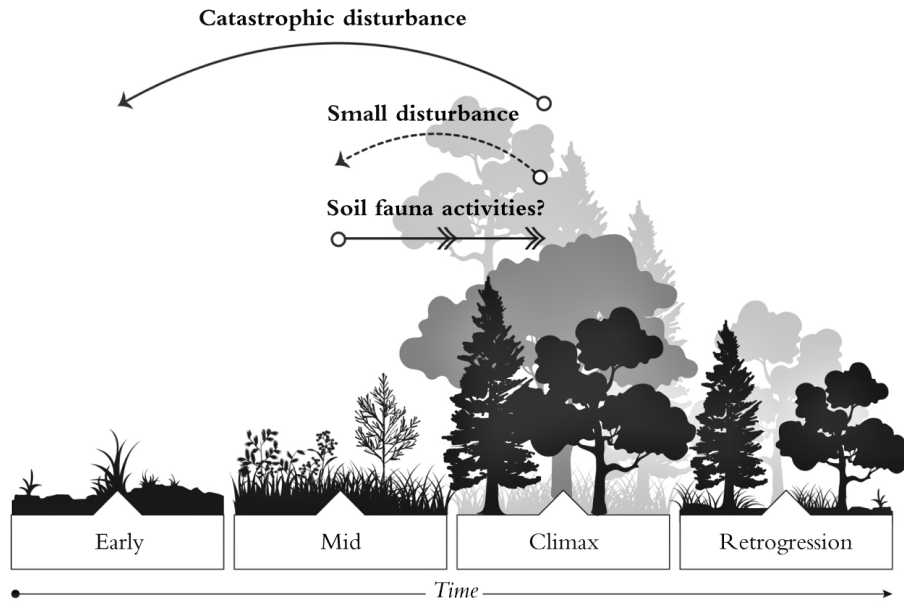 Catastrophic disturbance
Small disturbance
Soil fauna activities?
Early
Mid
Climax
Retrogression
Time